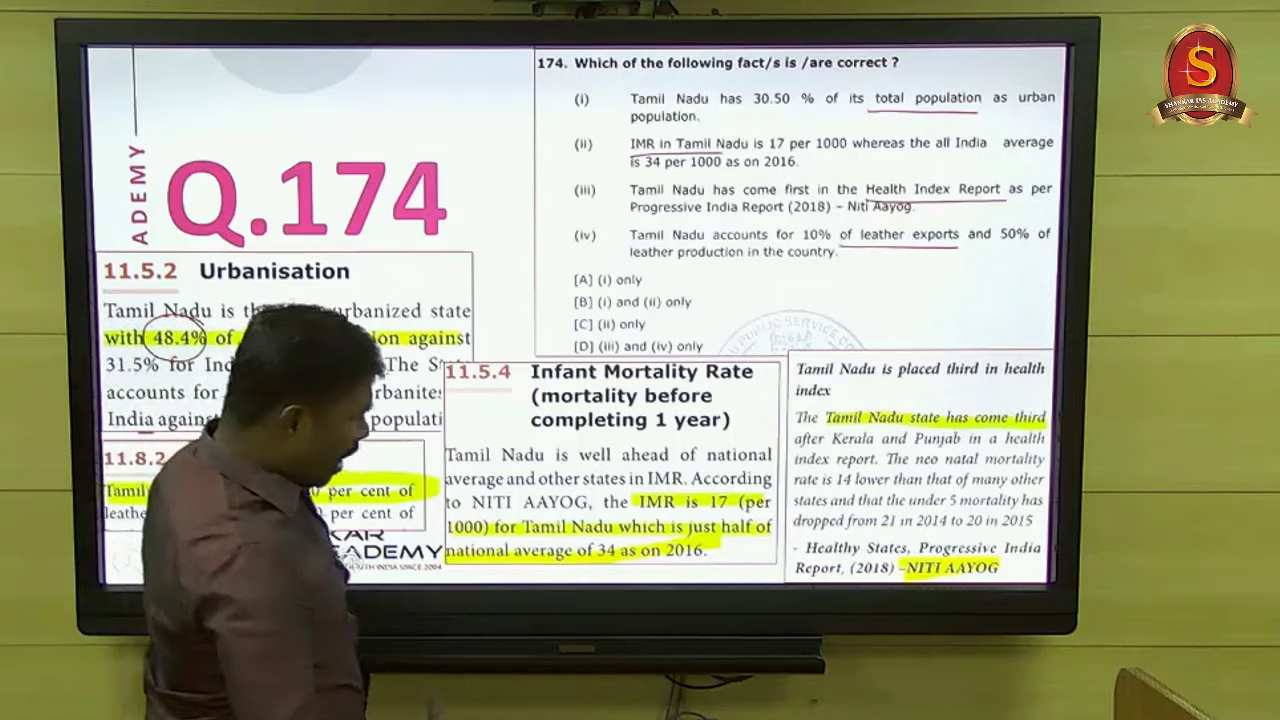 ADEMY
Q.174
174. Which of the following fact/s is /are correct ?
(i) Tamil Nadu has 30.50 % of its total population as urban
population.
(ii) IMR in Tamil Nadu is 17 per 1000 whereas the all India average
is 34 per 1000 as on 2016.
(iii) Tamil Nadu has come first in the Health Index Report as per
Progressive India Report (2018) – Niti Aayog.
(iv) Tamil Nadu accounts for 10% of leather exports and 50% of
leather production in the country.
[A] (i) only
[B] (i) and (ii) only
[C] (ii) only
[D] (iii) and (iv) only
PUBLIC SERVICE
11.5.2 Urbanisation
Tamil Nadu is urbanized state
with 48.4% of against
31.5% for The
accounts for
India against
11.8.2
Tamil per cent of
per cent of
KAR
ADEMY
11.5.4 Infant Mortality Rate
(mortality before
completing 1 year)
Tamil Nadu is well ahead of national
average and other states in IMR. According
to NITI AAYOG, the IMR is 17 (per
1000) for Tamil Nadu which is just half of
national average of 34 as on 2016.
Tamil Nadu is placed third in health
index
The Tamil Nadu state has come third
after Kerala and Punjab in a health
index report. The neo natal mortality
rate is 14 lower than that of many other
states and that the under 5 mortality has
dropped from 21 in 2014 to 20 in 2015
- Healthy States, Progressive India
Report, (2018) –NITI AAYOG
S
SHANKAR IAS ACADEMY